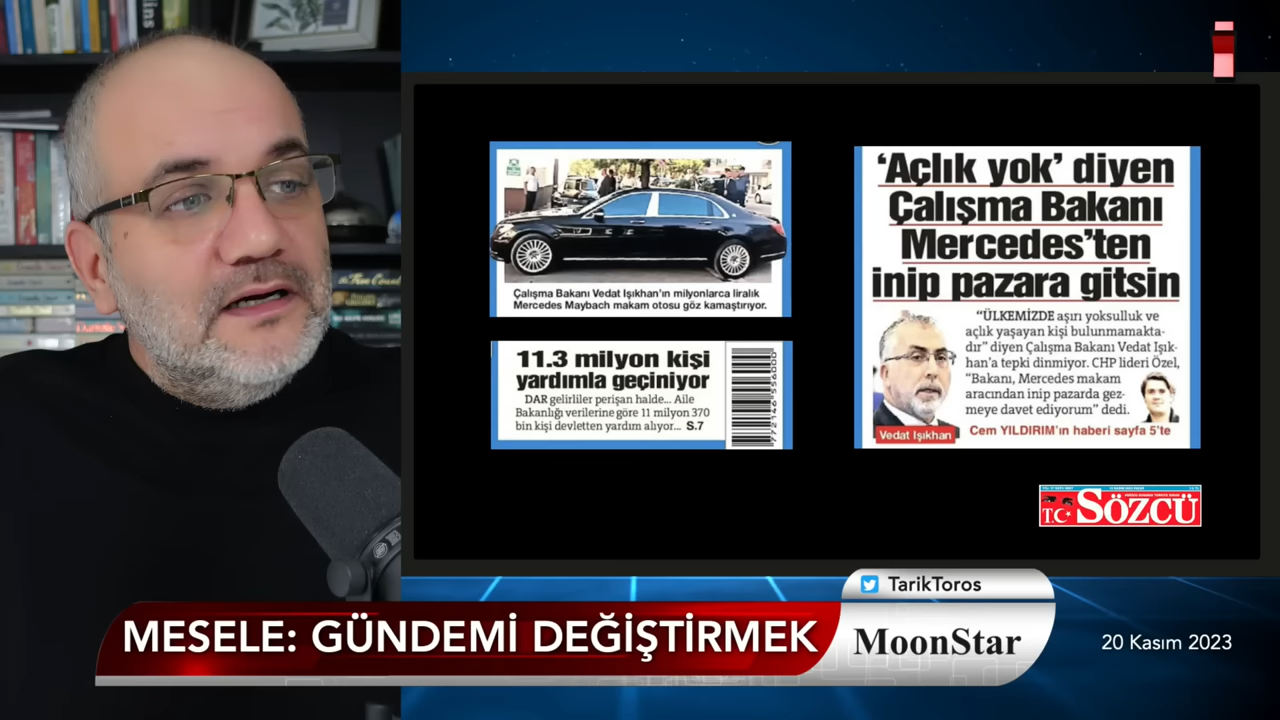 Çalışma Bakanı Vedat Işıkhan'ın milyonlarca liralık
Mercedes Maybach makam otosu göz kamaştırıyor.
11.3 milyon kişi
yardımla geçiniyor
DAR gelirliler perişan halde... Aile
Bakanlığı verilerine göre 11 milyon 370
bin kişi devletten yardım alıyor... S.7
772146 556000
'Açlık yok' diyen
Çalışma Bakanı
Mercedes'ten
inip pazara gitsin
"ÜLKEMİZDE aşırı yoksulluk ve
açlık yaşayan kişi bulunmamakta-
dır" diyen Çalışma Bakanı Vedat Işık-
han'a tepki dinmiyor. CHP lideri Özel,
"Bakanı, Mercedes makam
aracından inip pazarda gez-
meye davet ediyorum" dedi.
Vedat Işıkhan
Cem YILDIRIM'ın haberi sayfa 5'te
T.C. SÖZCÜ
TarikToros
MESELE: GÜNDEMİ DEĞİŞTİRMEK
MoonStar
20 Kasım 2023